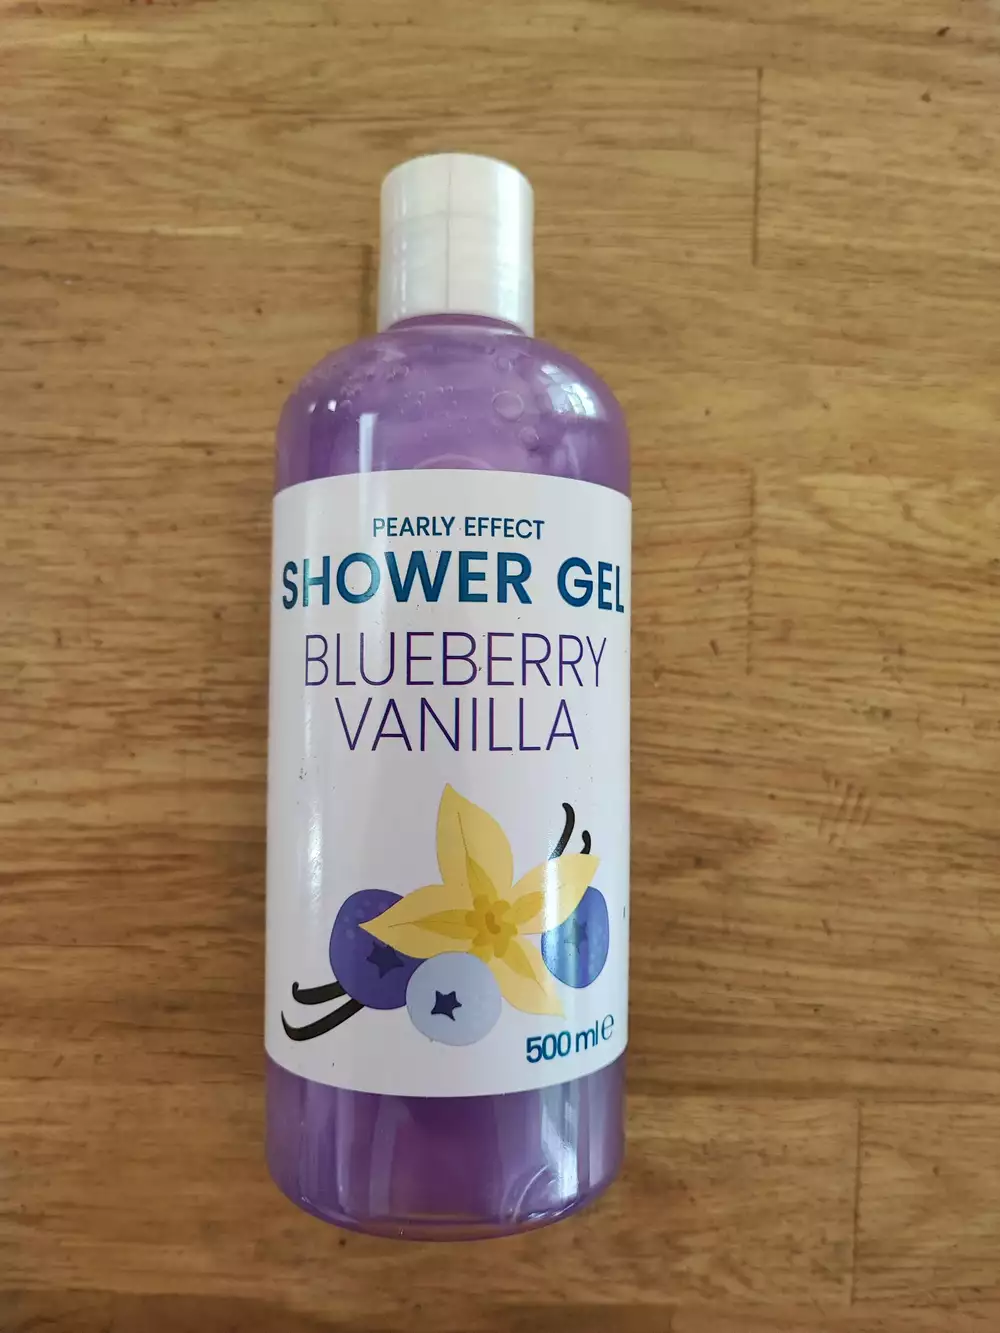 PEARLY EFFECT
SHOWER GEL
BLUEBERRY
VANILLA
500 ml ℮